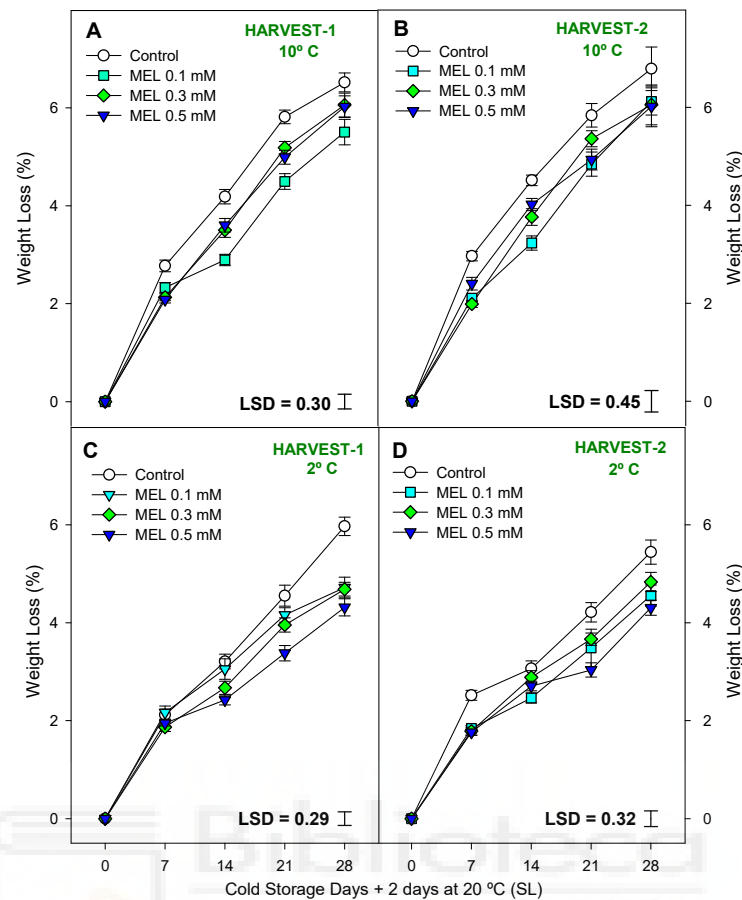 A
HARVEST-1
10º C
Control
MEL 0.1 mM
MEL 0.3 mM
MEL 0.5 mM
Weight Loss (%)
6
4
2
0
LSD = 0.30
B
HARVEST-2
10º C
Control
MEL 0.1 mM
MEL 0.3 mM
MEL 0.5 mM
Weight Loss (%)
6
4
2
0
LSD = 0.45
C
HARVEST-1
2º C
Control
MEL 0.1 mM
MEL 0.3 mM
MEL 0.5 mM
Weight Loss (%)
6
4
2
0
LSD = 0.29
0 7 14 21 28
D
HARVEST-2
2º C
Control
MEL 0.1 mM
MEL 0.3 mM
MEL 0.5 mM
Weight Loss (%)
6
4
2
0
LSD = 0.32
0 7 14 21 28
Cold Storage Days + 2 days at 20 ºC (SL)
Biblioteca